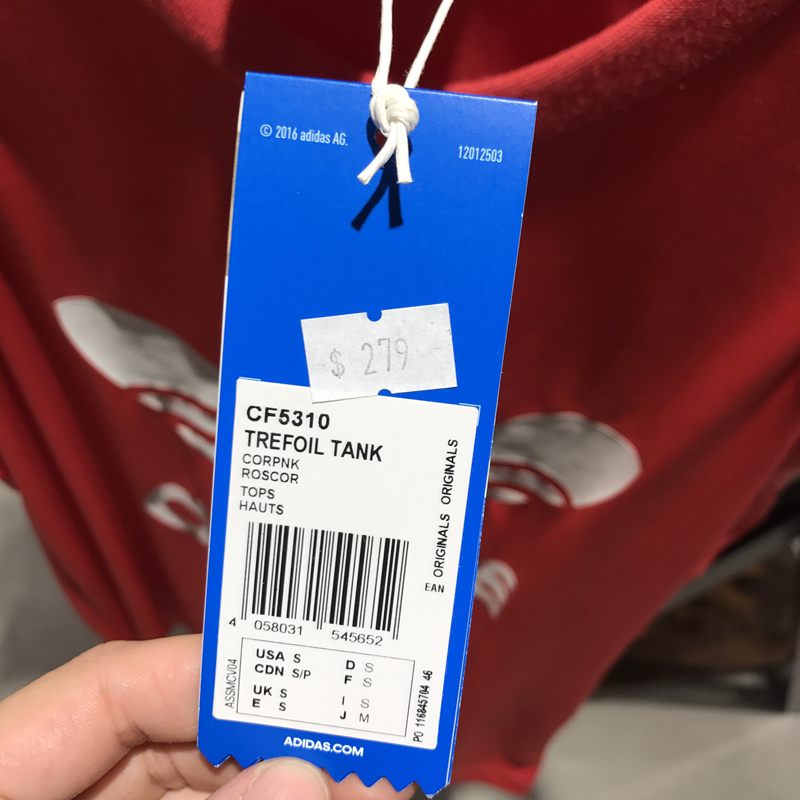 © 2016 adidas AG.
12012503
$ 279
CF5310
TREFOIL TANK
CORPNK
ROSCOR
TOPS
HAUTS
ORIGINALS ORIGINALS
EAN
4 058031 545652
ASSMCV04
USA S D S
CDN S/P F S
UK S I S
E S J M
PO 116845704 46
ADIDAS.COM